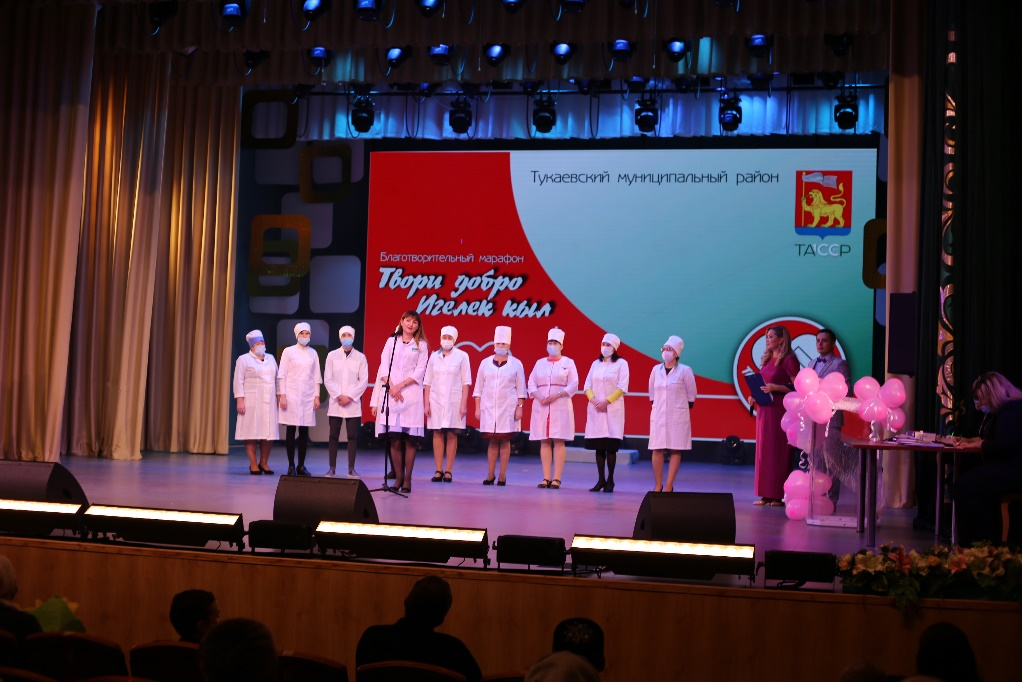 Тукаевский муниципальный район
ТАССР
Благотворительный марафон
Твори добро
Игелек кыл